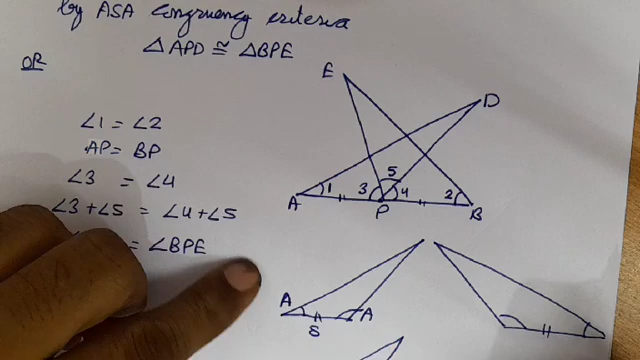 by ASA Congruency criteria
△APD ≅ △BPE
OR
∠1 = ∠2
AP = BP
∠3 = ∠4
∠3 + ∠5 = ∠4 + ∠5
= ∠BPE
E
D
5
1
3
4
2
A
P
B
A
A
S